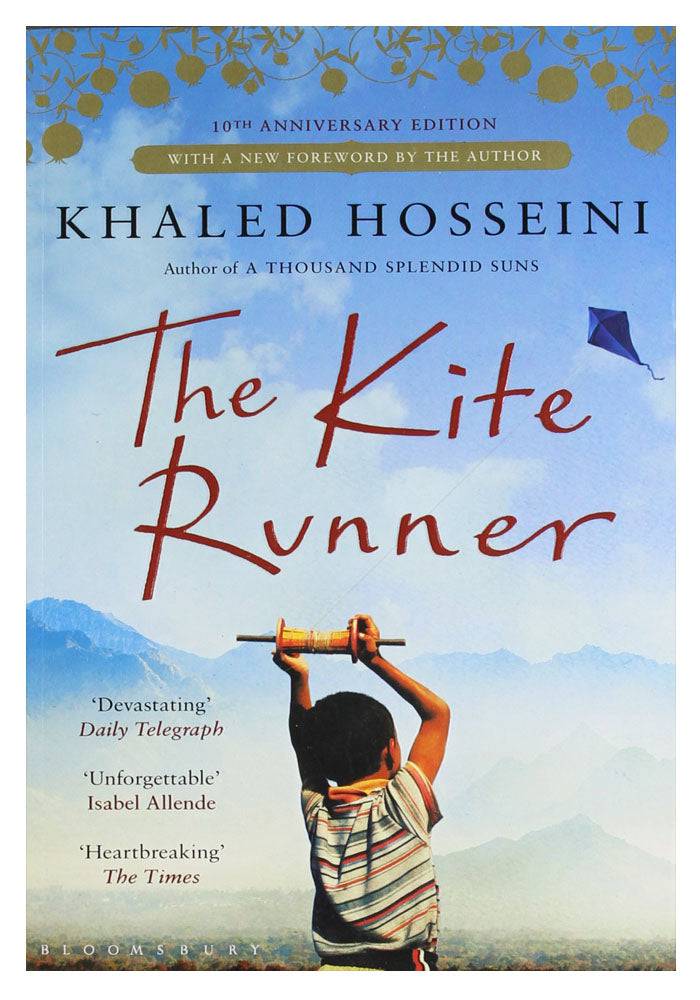 10TH ANNIVERSARY EDITION
WITH A NEW FOREWORD BY THE AUTHOR
KHALED HOSSEINI
Author of A THOUSAND SPLENDID SUNS
The Kite
Runner
‘Devastating’
Daily Telegraph
‘Unforgettable’
Isabel Allende
‘Heartbreaking’
The Times
BLOOMSBURY